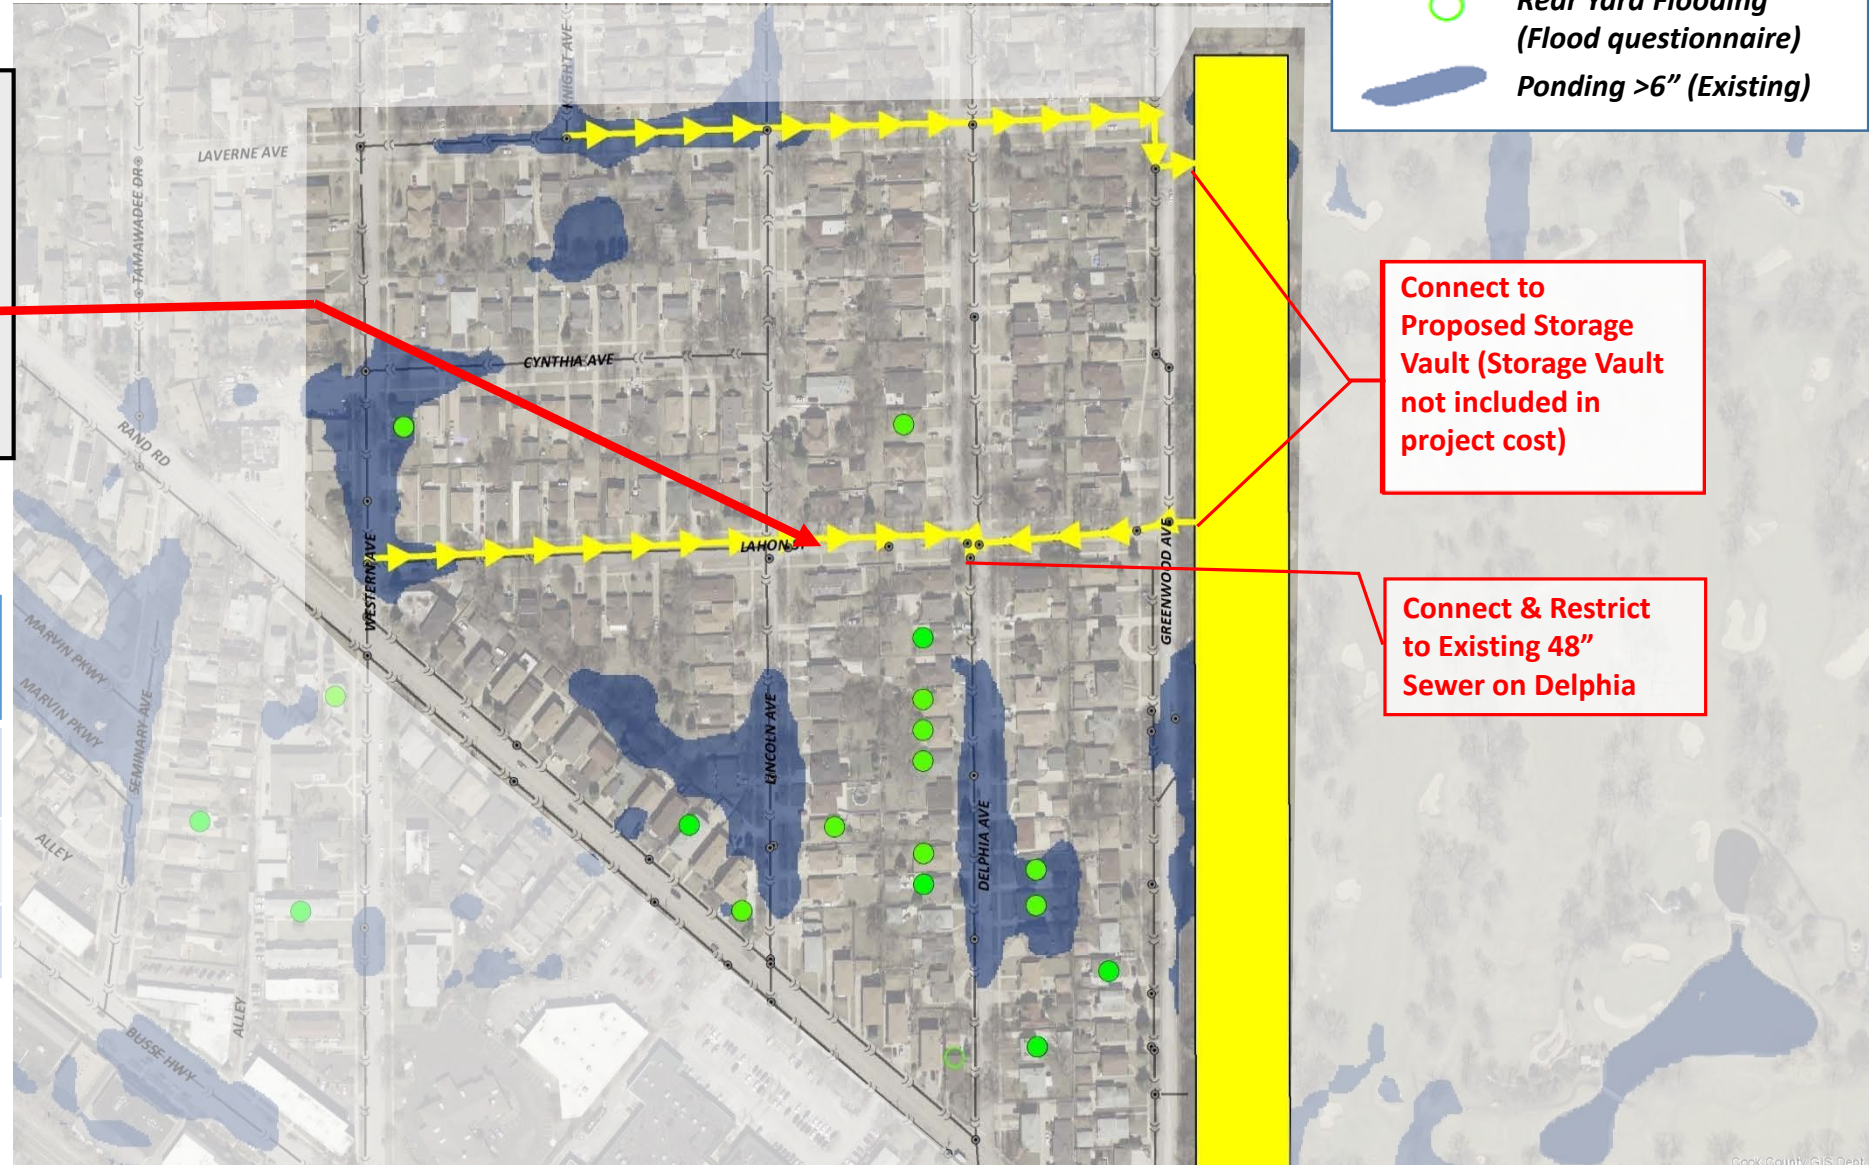 Rear Yard Flooding
(Flood questionnaire)
Ponding >6” (Existing)
KNIGHT AVE
LAVERNE AVE
TAMAWADEE DR
Connect to
Proposed Storage
Vault (Storage Vault
not included in
project cost)
CYNTHIA AVE
RAND RD
LAHON ST
WESTERN AVE
GREENWOOD AVE
Connect & Restrict
to Existing 48”
Sewer on Delphia
MARVIN PKWY
MARVIN PKWY
SEMINARY AVE
LINCOLN AVE
DELPHIA AVE
ALLEY
ALLEY
BUSSE HWY
Cook County GIS Dept